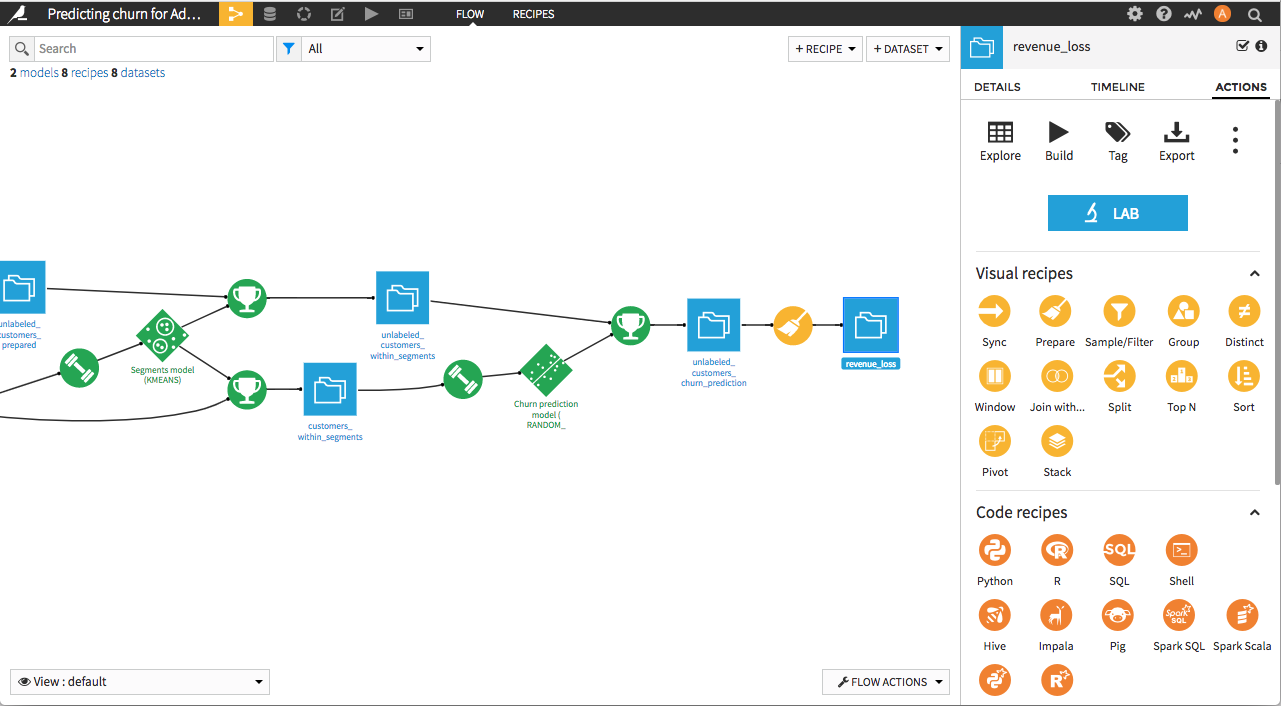 Predicting churn for Ad...
FLOW
RECIPES
A
Search
All
+ RECIPE
+ DATASET
2 models 8 recipes 8 datasets
unlabeled_
customers_
prepared
Segments model
(KMEANS)
unlabeled_
customers_
within_segments
customers_
within_segments
Churn prediction
model (
RANDOM_
unlabeled_
customers_
churn_prediction
revenue_loss
View : default
FLOW ACTIONS
revenue_loss
DETAILS
TIMELINE
ACTIONS
Explore
Build
Tag
Export
LAB
Visual recipes
Sync
Prepare
Sample/Filter
Group
Distinct
Window
Join with...
Split
Top N
Sort
Pivot
Stack
Code recipes
SQL
Python
R
SQL
Shell
Spark
SQL
Hive
Impala
Pig
Spark SQL
Spark Scala
R